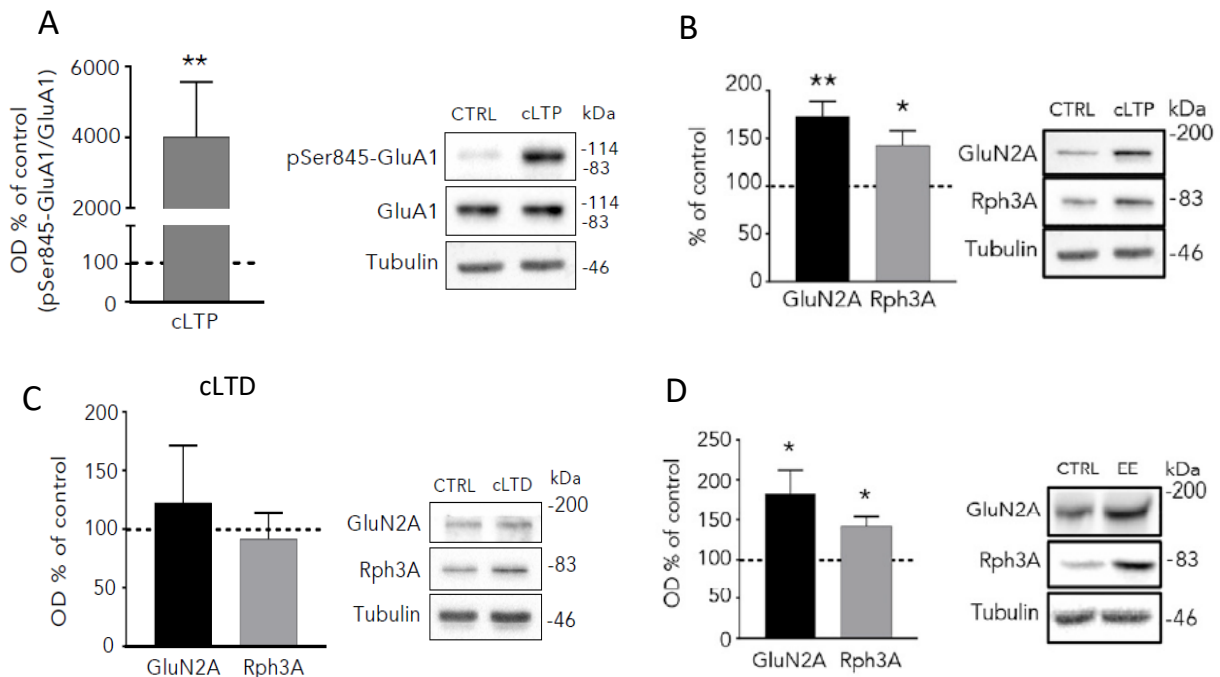 A
OD % of control
(pSer845-GluA1/GluA1)
6000
4000
2000
100
0
**
cLTP
CTRL cLTP kDa
pSer845-GluA1 -114
-83
GluA1 -114
-83
Tubulin -46
B
% of control
200
150
100
50
0
** *
GluN2A Rph3A
CTRL cLTP kDa
-200
GluN2A
Rph3A -83
Tubulin -46
C
cLTD
OD % of control
200
150
100
50
0
GluN2A Rph3A
CTRL cLTD kDa
-200
GluN2A
Rph3A -83
Tubulin -46
D
OD % of control
250
200
150
100
50
0
* *
GluN2A Rph3A
CTRL EE kDa
-200
GluN2A
Rph3A -83
Tubulin -46